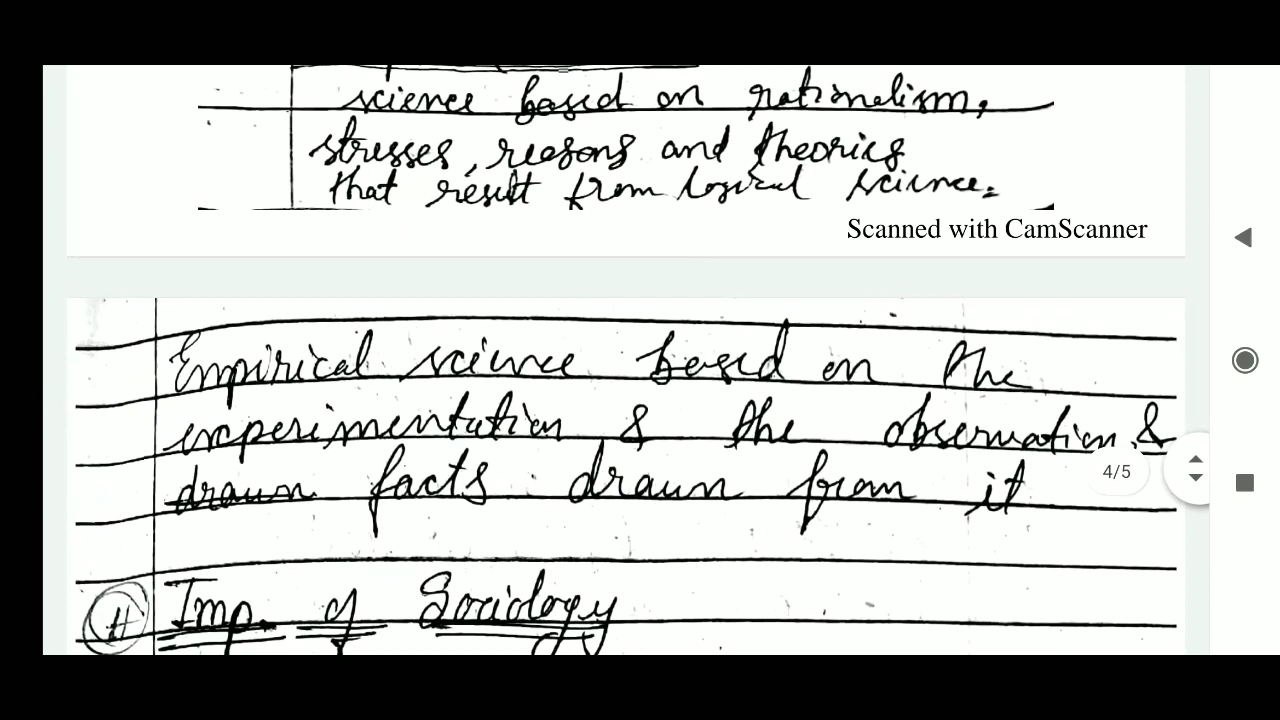 science based on rationalism,
stresses, reasons and theories
that result from logical science.
Scanned with CamScanner
Empirical science based on the
experimentation & the observation &
drawn facts drawn from it
4/5
# Imp. of Sociology